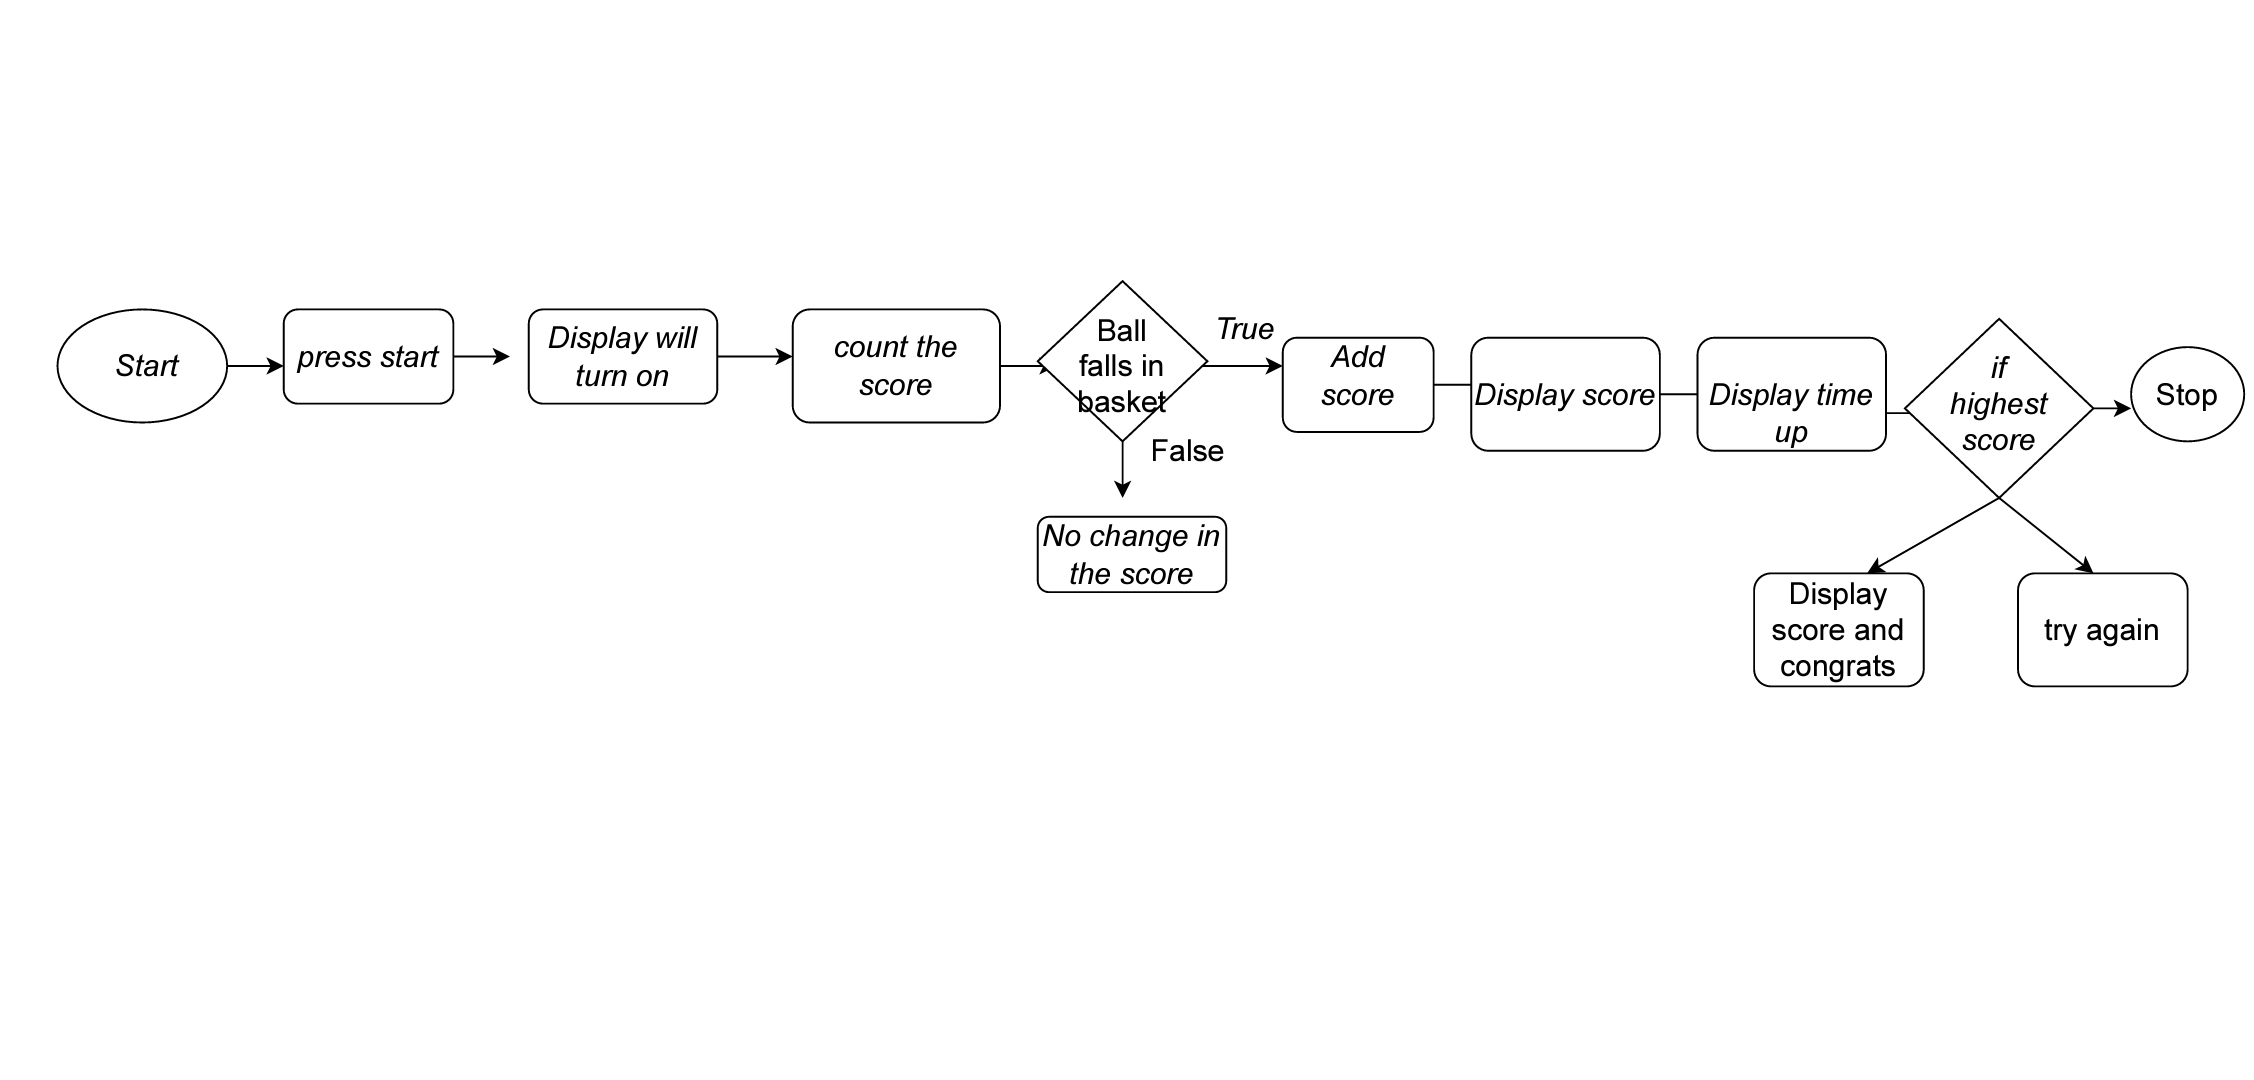 Start
press start
Display will
turn on
count the
score
Ball
falls in
basket
True
False
No change in
the score
Add
score
Display score
Display time
up
if
highest
score
Stop
Display
score and
congrats
try again